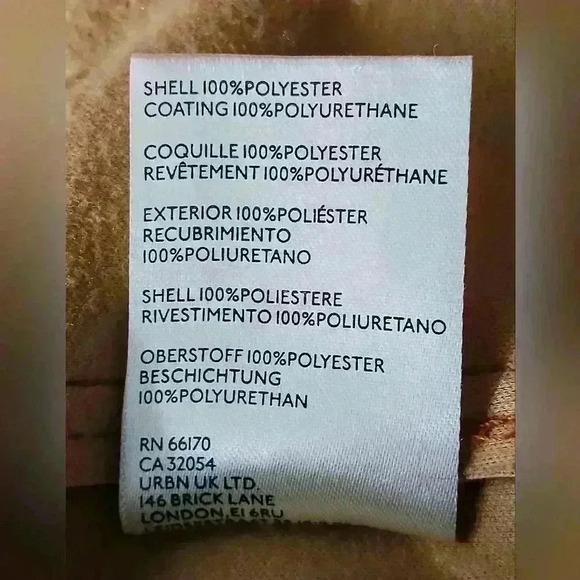 SHELL 100%POLYESTER
COATING 100%POLYURETHANE
COQUILLE 100%POLYESTER
REVÊTEMENT 100%POLYURÉTHANE
EXTERIOR 100%POLIÉSTER
RECUBRIMIENTO
100%POLIURETANO
SHELL 100%POLIESTERE
RIVESTIMENTO 100%POLIURETANO
OBERSTOFF 100%POLYESTER
BESCHICHTUNG
100%POLYURETHAN
RN 66170
CA 32054
URBN UK LTD.
146 BRICK LANE
LONDON, E1 6RU